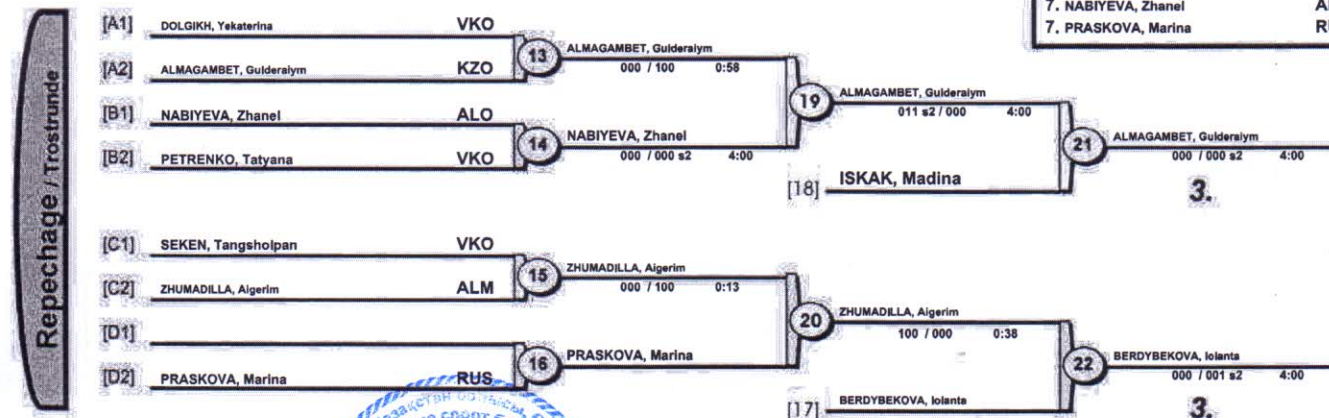 7. NABIYEVA, Zhanel
7. PRASKOVA, Marina
Repechage / Trostrunde
[A1] DOLGIKH, Yekaterina VKO
[A2] ALMAGAMBET, Gulderaiym KZO
13 ALMAGAMBET, Gulderaiym
000 / 100 0:58
[B1] NABIYEVA, Zhanel ALO
[B2] PETRENKO, Tatyana VKO
14 NABIYEVA, Zhanel
000 / 000 s2 4:00
19 ALMAGAMBET, Gulderaiym
011 s2 / 000 4:00
[18] ISKAK, Madina
21 ALMAGAMBET, Gulderaiym
000 / 000 s2 4:00
3.
[C1] SEKEN, Tangsholpan VKO
[C2] ZHUMADILLA, Aigerim ALM
15 ZHUMADILLA, Aigerim
000 / 100 0:13
[D1]
[D2] PRASKOVA, Marina RUS
16 PRASKOVA, Marina
20 ZHUMADILLA, Aigerim
100 / 000 0:38
[17] BERDYBEKOVA, Iolanta
22 BERDYBEKOVA, Iolanta
000 / 001 s2 4:00
3.